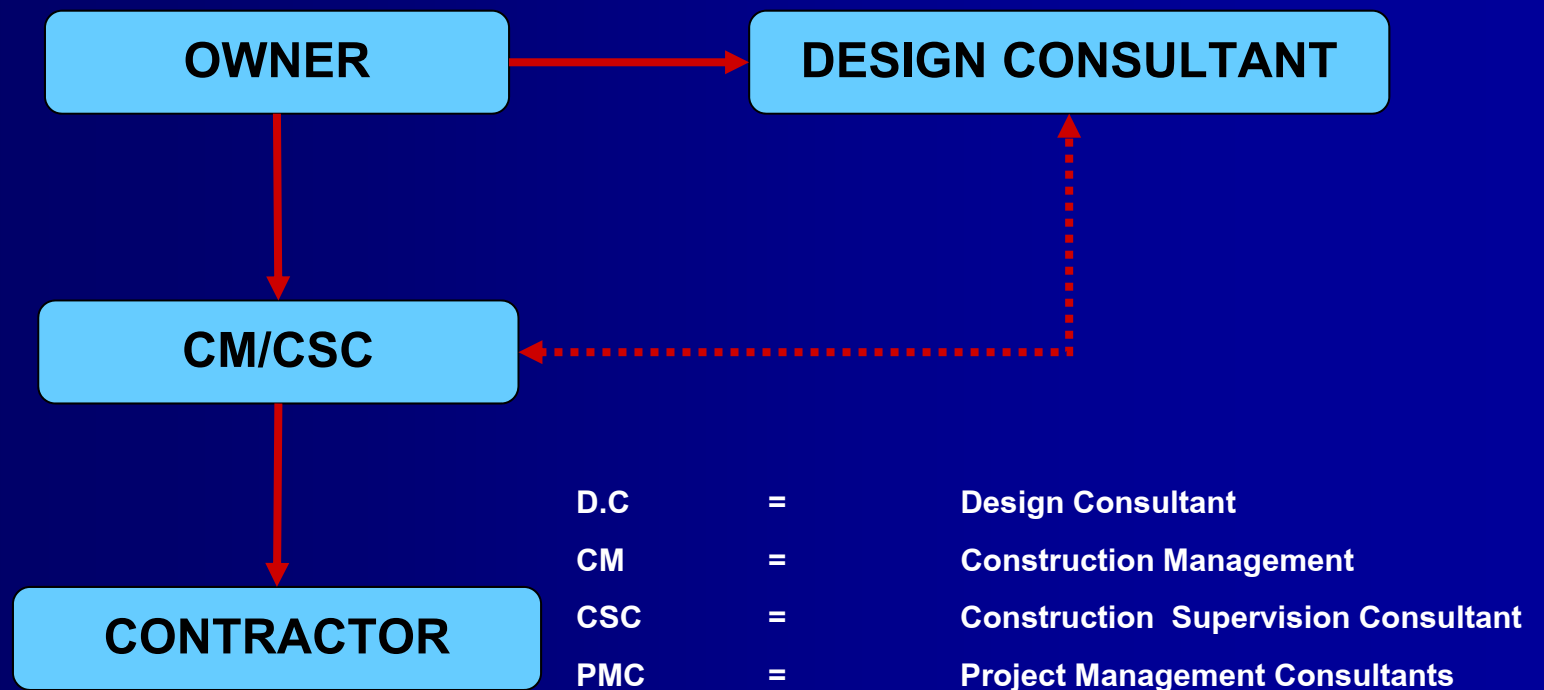 OWNER
DESIGN CONSULTANT
CM/CSC
D.C = Design Consultant
CM = Construction Management
CSC = Construction Supervision Consultant
CONTRACTOR
PMC = Project Management Consultants